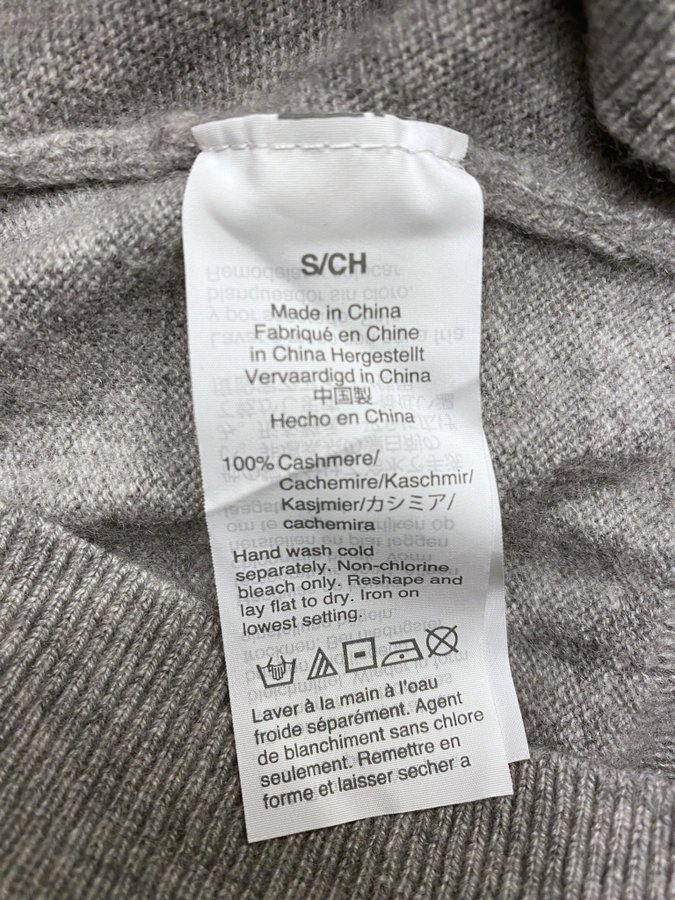 S/CH
Made in China
Fabriqué en Chine
in China Hergestellt
Vervaardigd in China
中国製
Hecho en China
100% Cashmere/
Cachemire/Kaschmir/
Kasjmier/カシミア/
cachemira
Hand wash cold
separately. Non-chlorine
bleach only. Reshape and
lay flat to dry. Iron on
lowest setting.
Laver à la main à l'eau
froide séparément. Agent
de blanchiment sans chlore
seulement. Remettre en
forme et laisser secher a